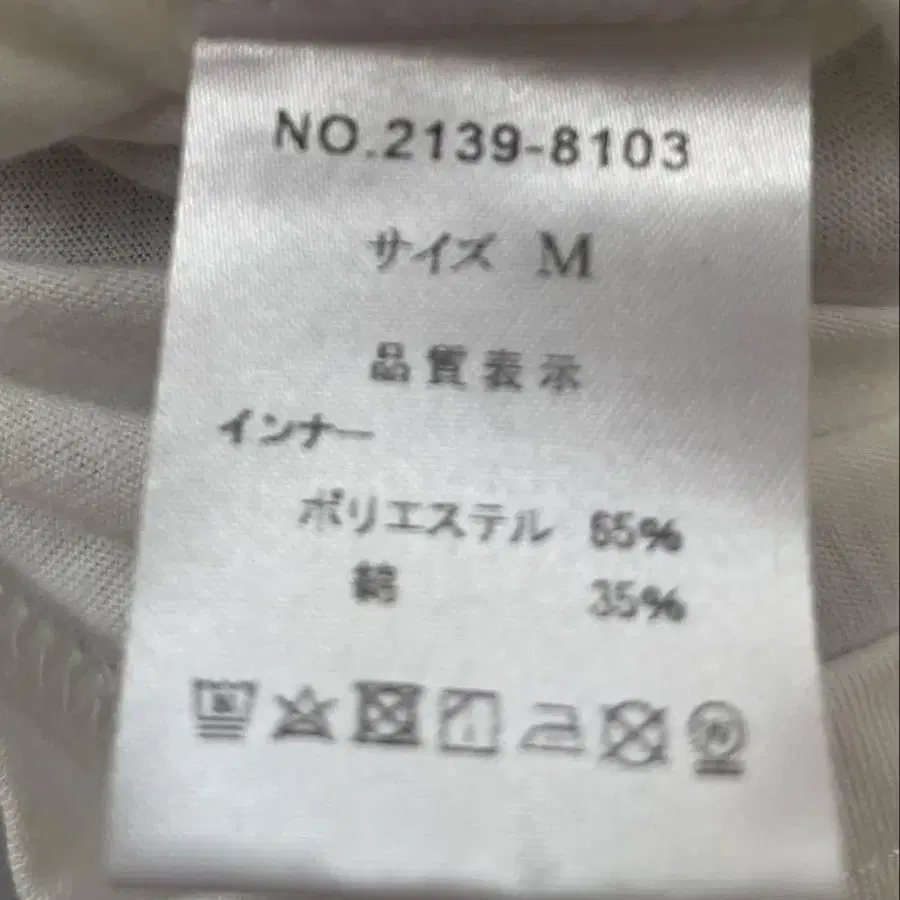 NO.2139-8103
サイズ M
品質表示
インナー
ポリエステル 65%
綿 35%